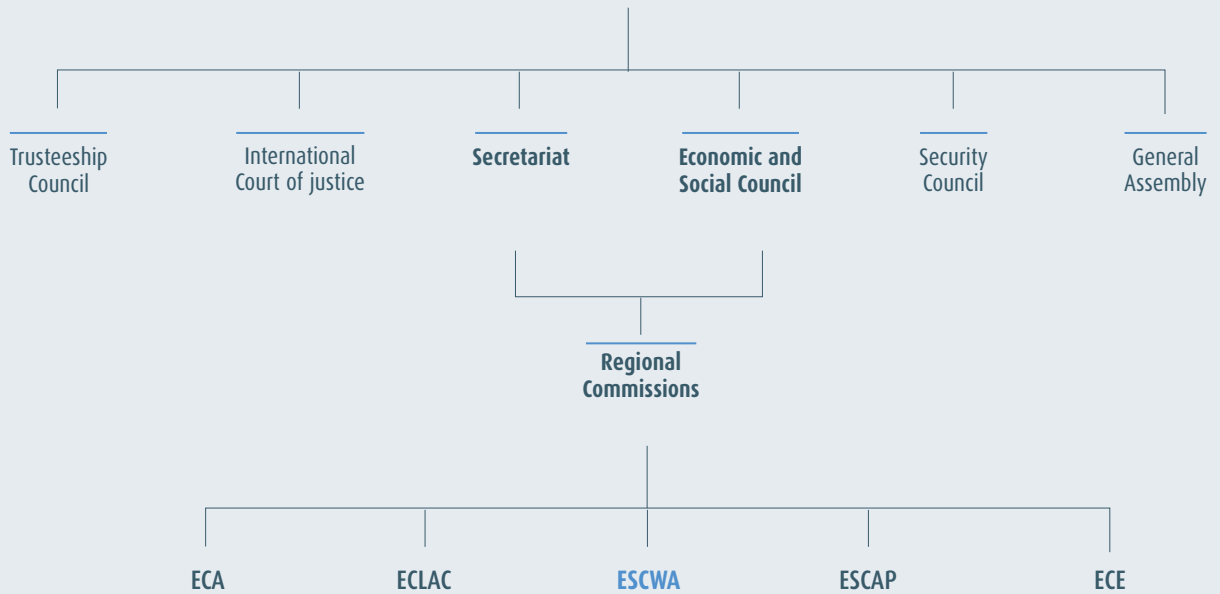 Trusteeship
Council
International
Court of justice
Secretariat
Economic and
Social Council
Security
Council
General
Assembly
Regional
Commissions
ECA
ECLAC
ESCWA
ESCAP
ECE